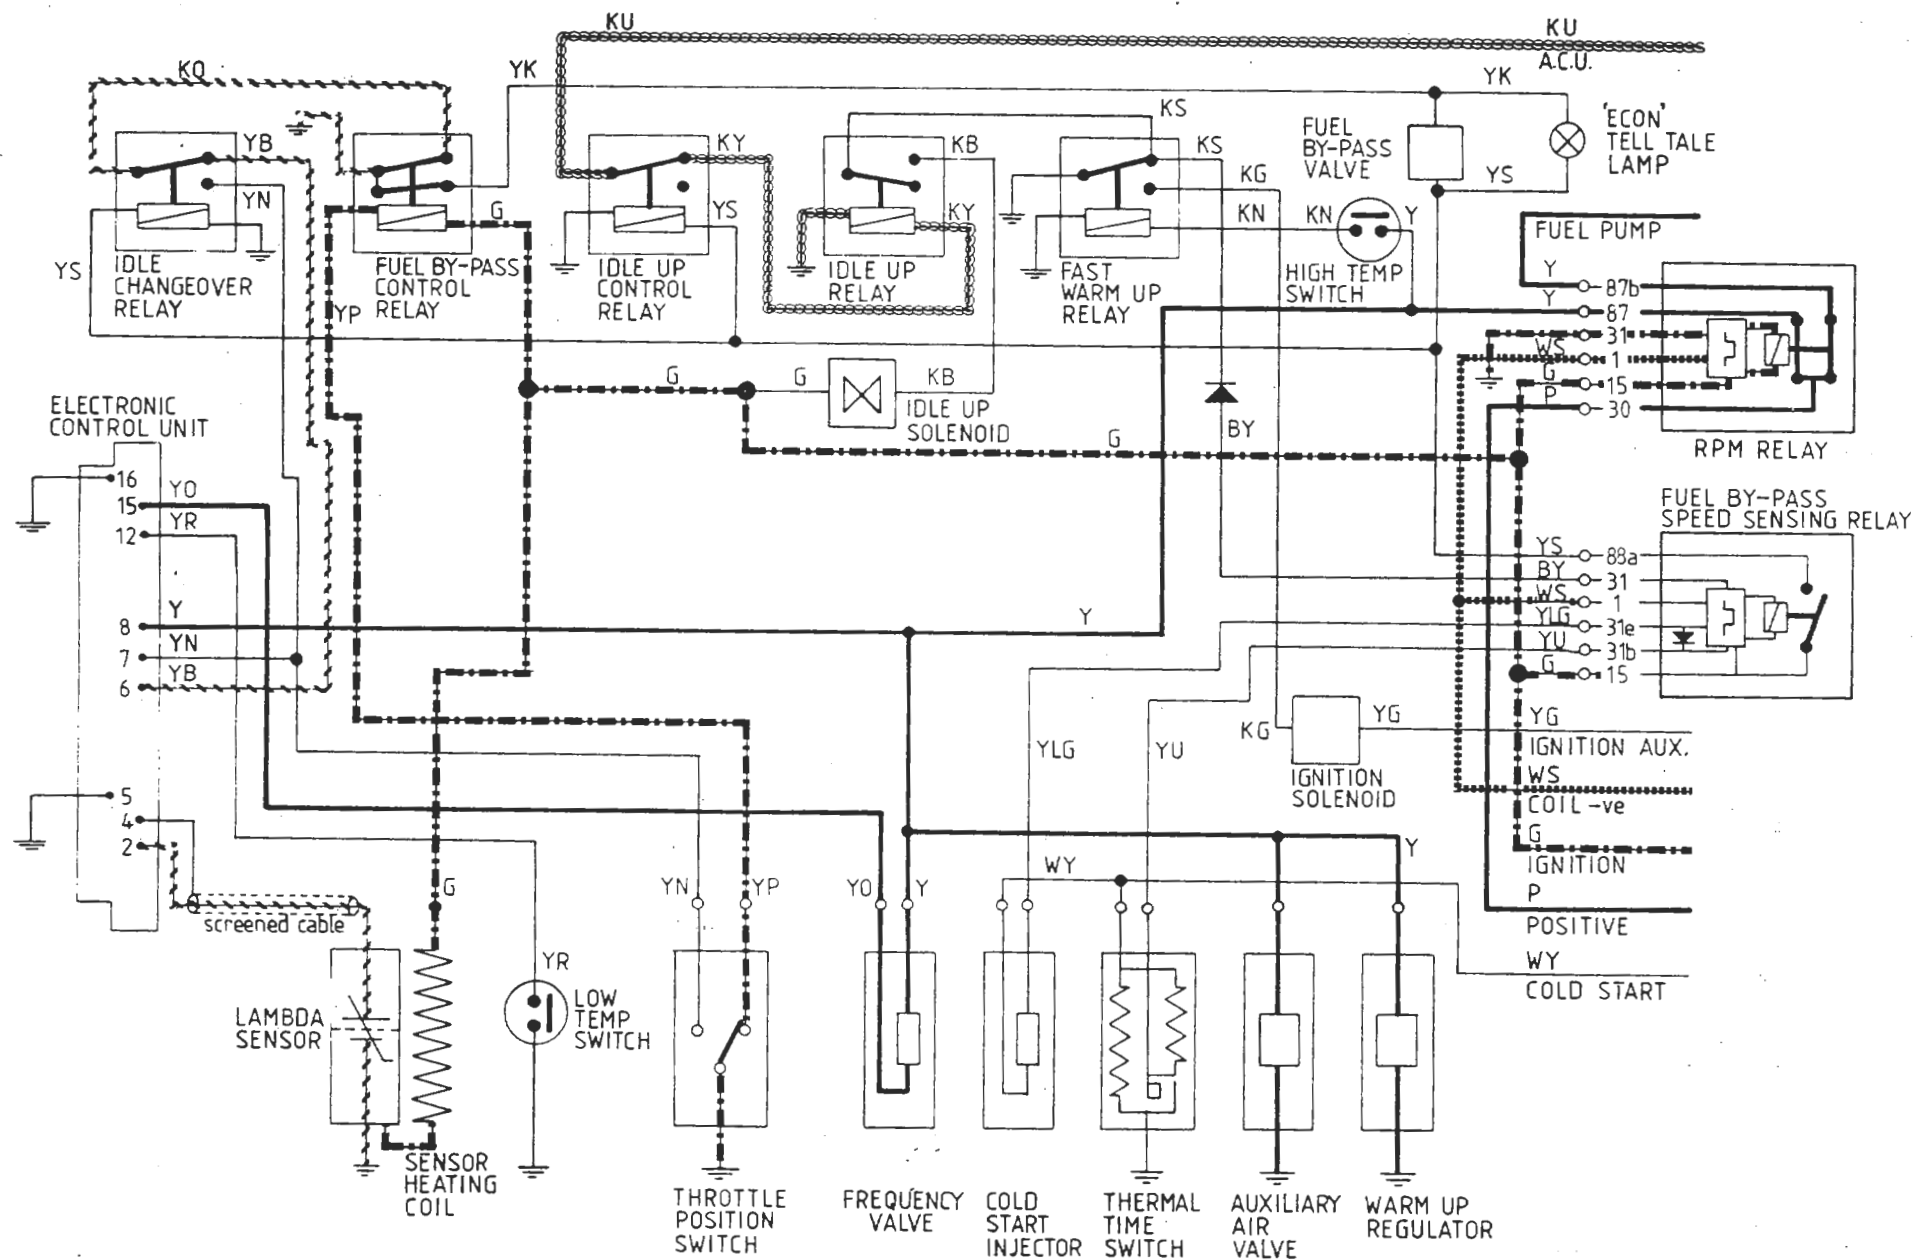 KU
KU
A.C.U.
KO
YK
YK
KS
YB
YN
G
KY
YS
KB
KY
KS
KG
KN
KN
Y
FUEL
BY-PASS
VALVE
'ECON'
TELL TALE
LAMP
YS
YS
IDLE
CHANGEOVER
RELAY
YP
FUEL BY-PASS
CONTROL
RELAY
IDLE UP
CONTROL
RELAY
IDLE UP
RELAY
FAST
WARM UP
RELAY
HIGH TEMP
SWITCH
FUEL PUMP
Y
87b
Y
87
31
WS
1
G
15
P
30
RPM RELAY
G
G
KB
IDLE UP
SOLENOID
BY
G
ELECTRONIC
CONTROL UNIT
16
15
YO
12
YR
8
Y
7
YN
6
YB
5
4
2
Y
FUEL BY-PASS
SPEED SENSING RELAY
YS
88a
BY
31
WS
1
YLG
31e
YU
31b
G
15
YLG
YU
KG
YG
IGNITION
SOLENOID
YG
IGNITION AUX.
WS
COIL -ve
G
IGNITION
P
POSITIVE
WY
COLD START
screened cable
G
YR
YN
YP
YO
Y
WY
Y
LAMBDA
SENSOR
LOW
TEMP
SWITCH
SENSOR
HEATING
COIL
THROTTLE
POSITION
SWITCH
FREQUENCY
VALVE
COLD
START
INJECTOR
THERMAL
TIME
SWITCH
AUXILIARY
AIR
VALVE
WARM UP
REGULATOR